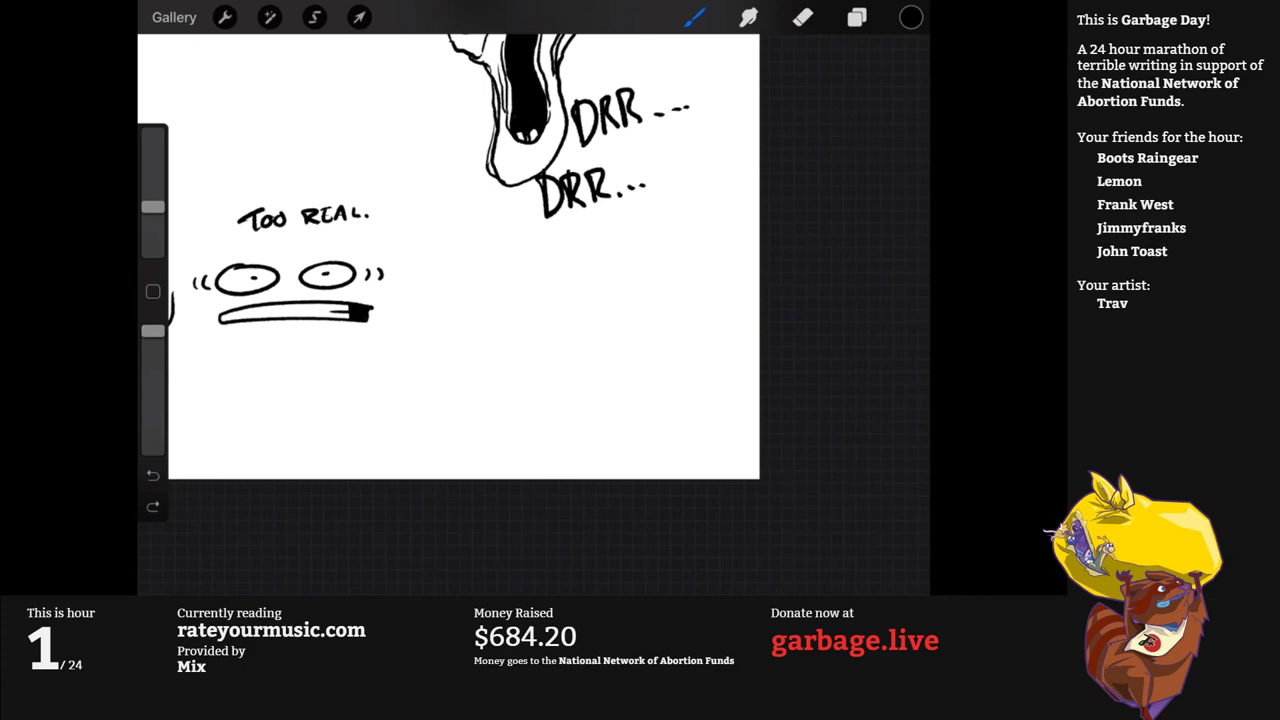 Gallery
DRR...
DRR...
TOO REAL.
This is Garbage Day!
A 24 hour marathon of
terrible writing in support of
the National Network of
Abortion Funds.
Your friends for the hour:
Boots Raingear
Lemon
Frank West
Jimmyfranks
John Toast
Your artist:
Trav
This is hour
1 / 24
Currently reading
rateyourmusic.com
Provided by
Mix
Money Raised
$684.20
Money goes to the National Network of Abortion Funds
Donate now at
garbage.live